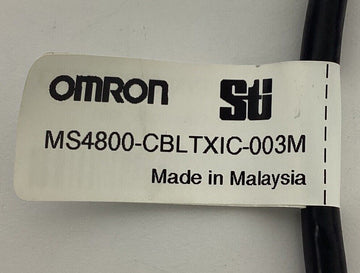 OMRON Sti
MS4800-CBLTXIC-003M
Made in Malaysia